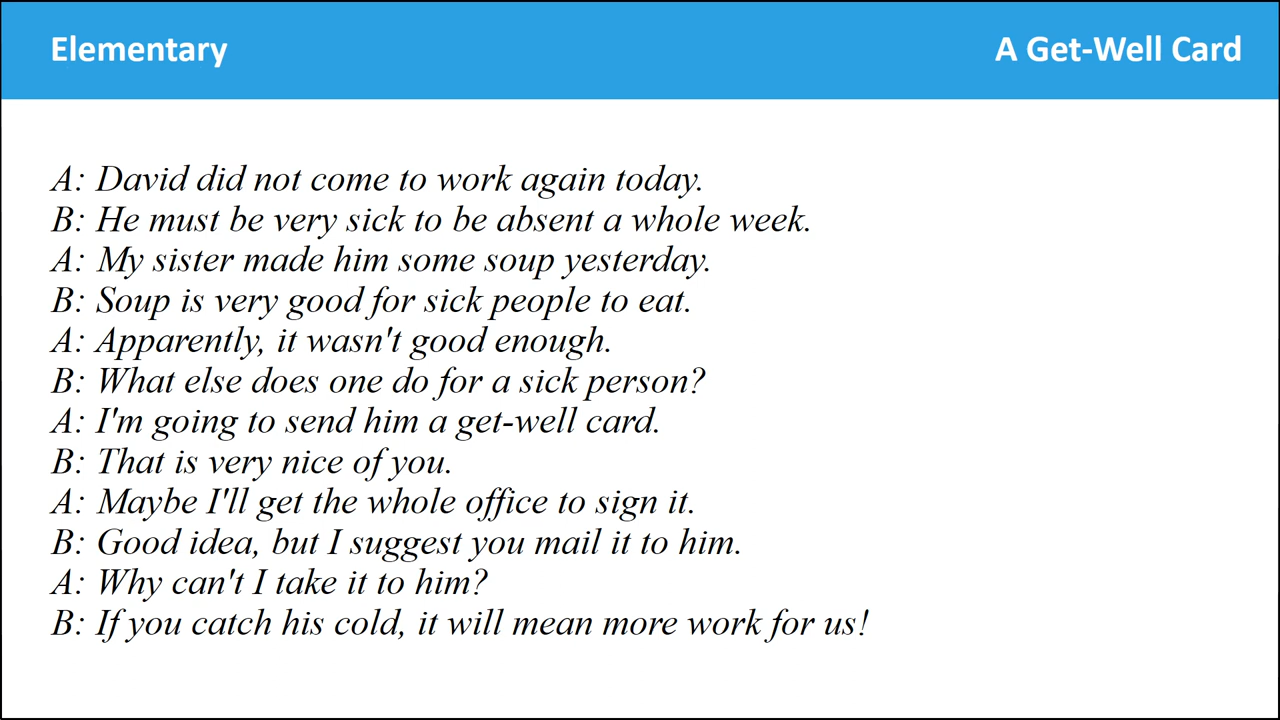 Elementary
A Get-Well Card
A: David did not come to work again today.
B: He must be very sick to be absent a whole week.
A: My sister made him some soup yesterday.
B: Soup is very good for sick people to eat.
A: Apparently, it wasn't good enough.
B: What else does one do for a sick person?
A: I'm going to send him a get-well card.
B: That is very nice of you.
A: Maybe I'll get the whole office to sign it.
B: Good idea, but I suggest you mail it to him.
A: Why can't I take it to him?
B: If you catch his cold, it will mean more work for us!